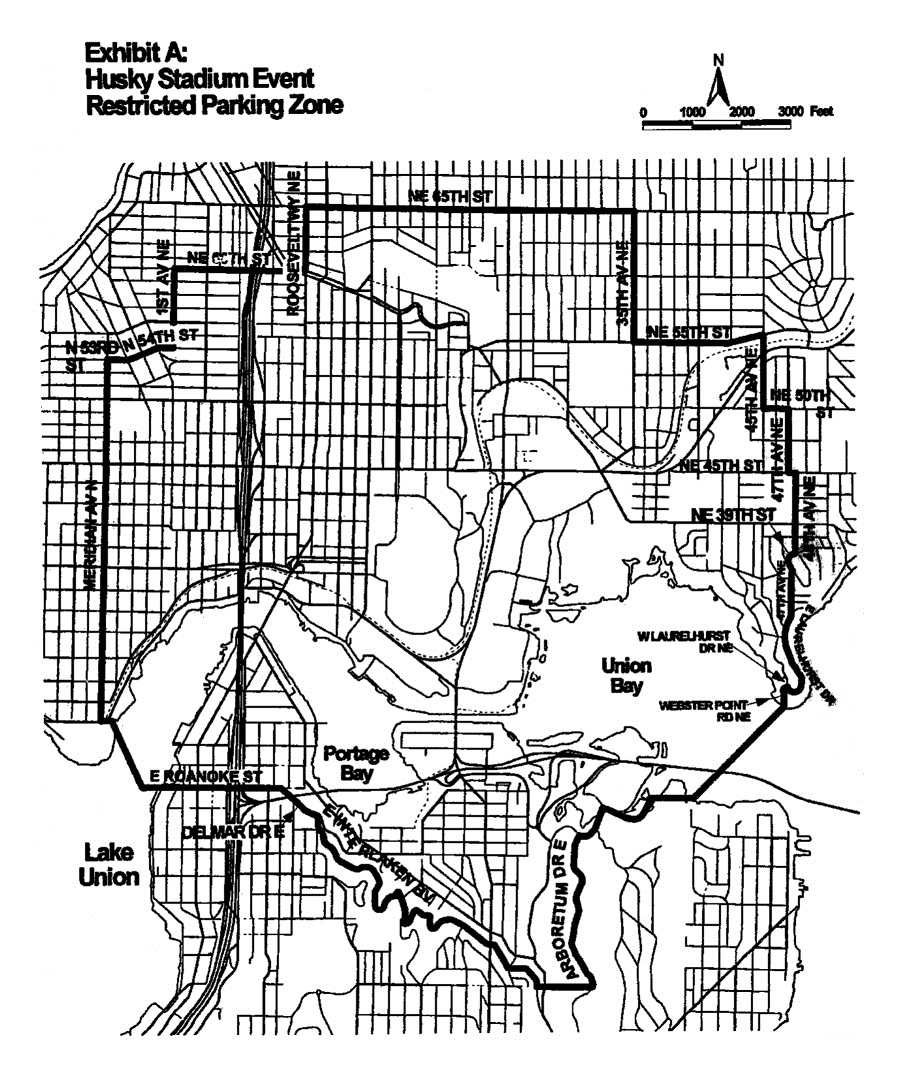 Exhibit A:
Husky Stadium Event
Restricted Parking Zone
N
0 1000 2000 3000 Feet
NE 65TH ST
ROOSEVELT WY NE
NE ST
1ST AV NE
35TH AV NE
N 53RD
ST
N 54TH ST
NE 55TH ST
45TH AV NE
NE 50TH
ST
47TH AV NE
NE 45TH ST
NE 39TH ST
AV NE
MERIDIAN AV N
47TH AV NE
E LAURELHURST DR
W LAURELHURST
DR NE
Union
Bay
WEBSTER POINT
RD NE
Portage
Bay
E ROANOKE ST
DELMAR DR E
E INTERLAKEN BV
Lake
Union
ARBORETUM DR E